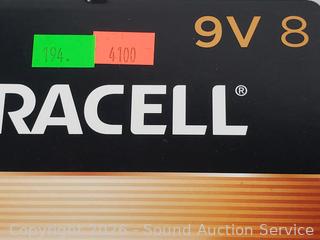 9V 8
194. 4100
RACELL®
Copyright 2026 - Sound Auction Service